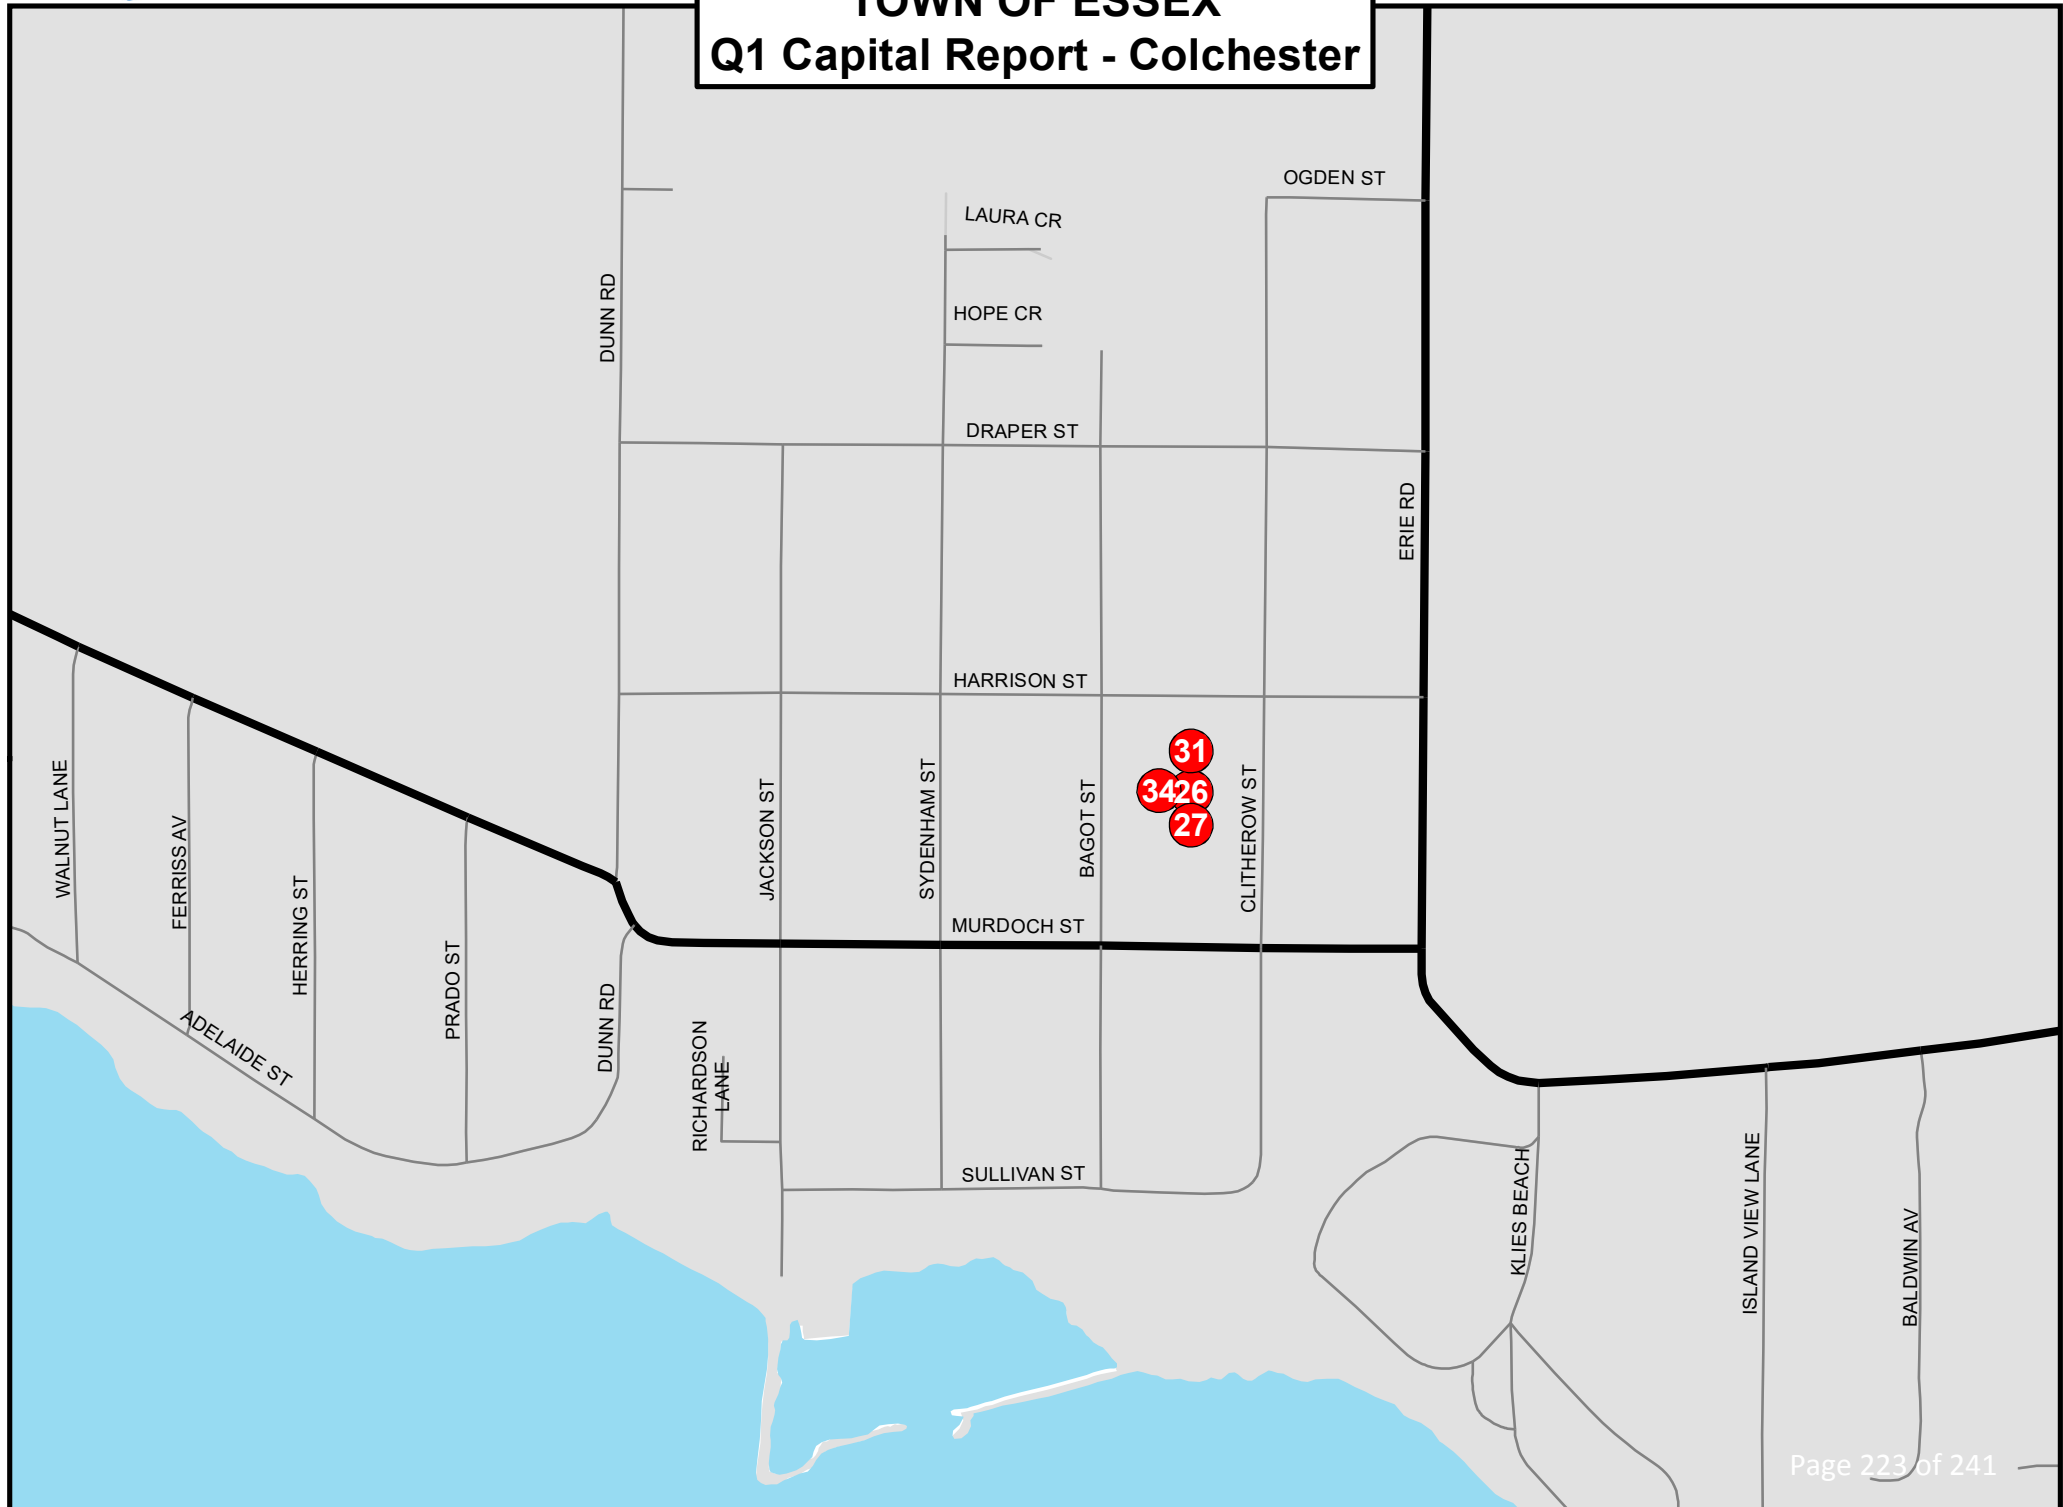 TOWN OF ESSEX
Q1 Capital Report - Colchester
OGDEN ST
LAURA CR
HOPE CR
DUNN RD
DRAPER ST
ERIE RD
HARRISON ST
31
34
26
27
WALNUT LANE
FERRISS AV
HERRING ST
PRADO ST
JACKSON ST
SYDENHAM ST
BAGOT ST
CLITHEROW ST
MURDOCH ST
DUNN RD
ADELAIDE ST
RICHARDSON
LANE
SULLIVAN ST
KLIES BEACH
ISLAND VIEW LANE
BALDWIN AV
Page 223 of 241